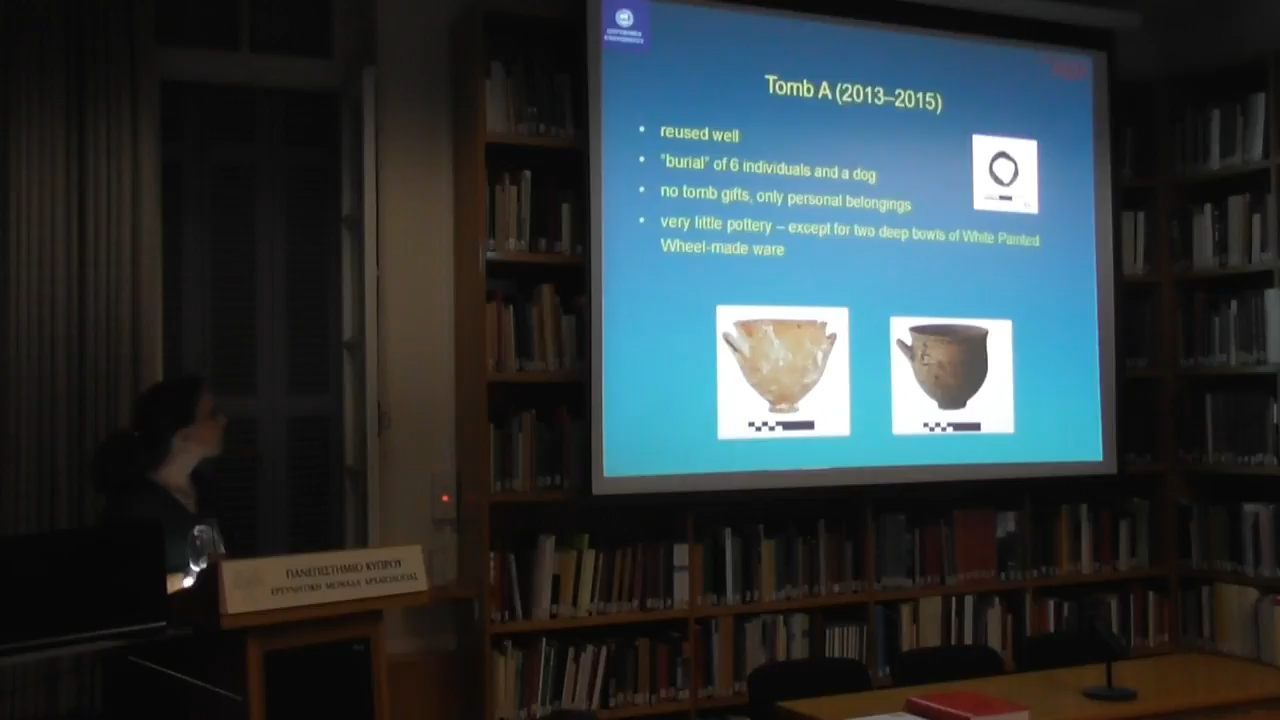 Tomb A (2013–2015)
• reused well
• "burial" of 6 individuals and a dog
• no tomb gifts, only personal belongings
• very little pottery – except for two deep bowls of White Painted
Wheel-made ware
ΠΑΝΕΠΙΣΤΗΜΙΟ ΚΥΠΡΟΥ
ΕΡΕΥΝΗΤΙΚΗ ΜΟΝΑΔΑ ΑΡΧΑΙΟΛΟΓΙΑΣ